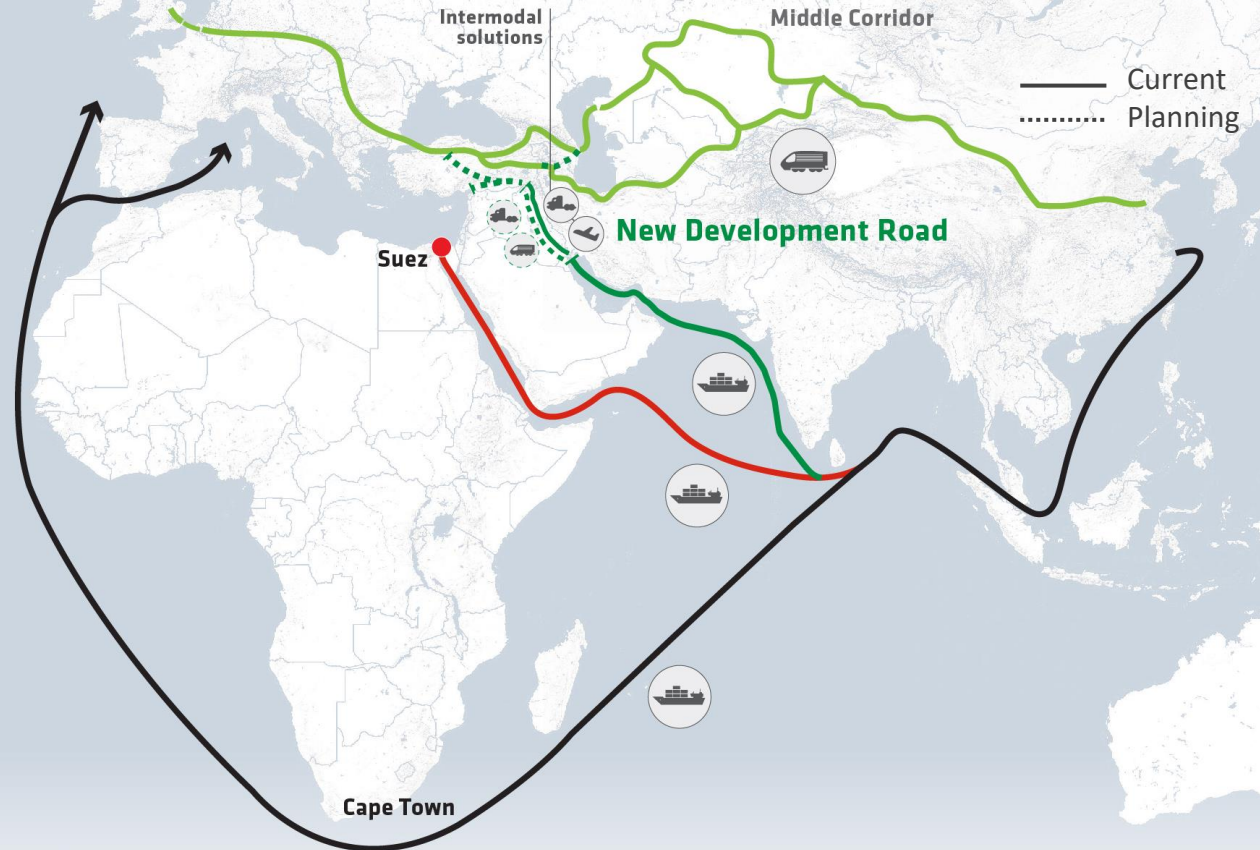 Intermodal
solutions
Middle Corridor
Current
Planning
New Development Road
Suez
Cape Town